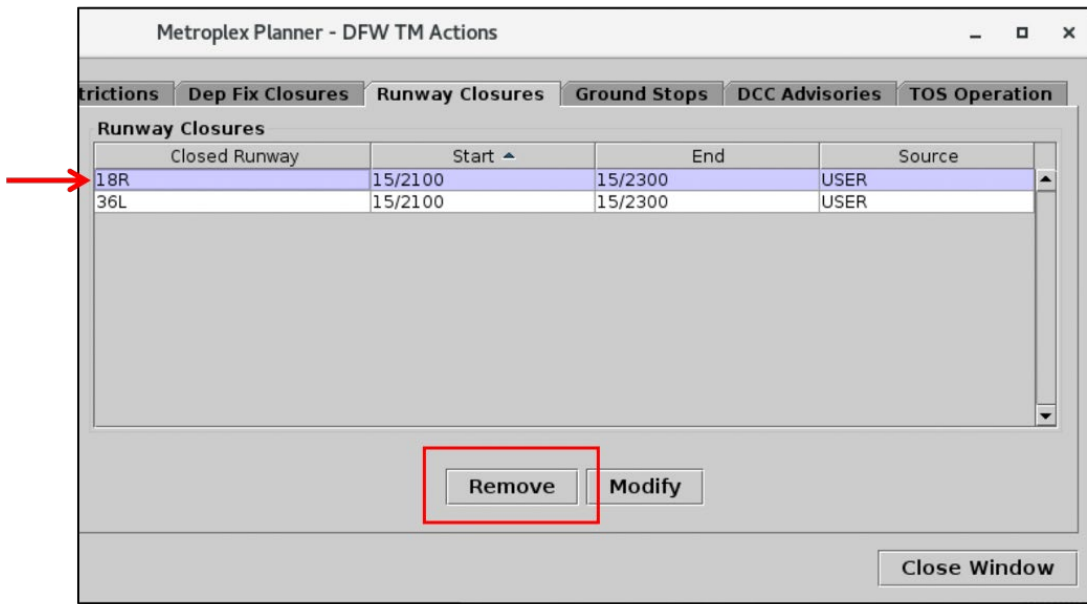 Metroplex Planner - DFW TM Actions
trictions Dep Fix Closures Runway Closures Ground Stops DCC Advisories TOS Operation
Runway Closures
Closed Runway Start End Source
18R 15/2100 15/2300 USER
36L 15/2100 15/2300 USER
Remove Modify
Close Window